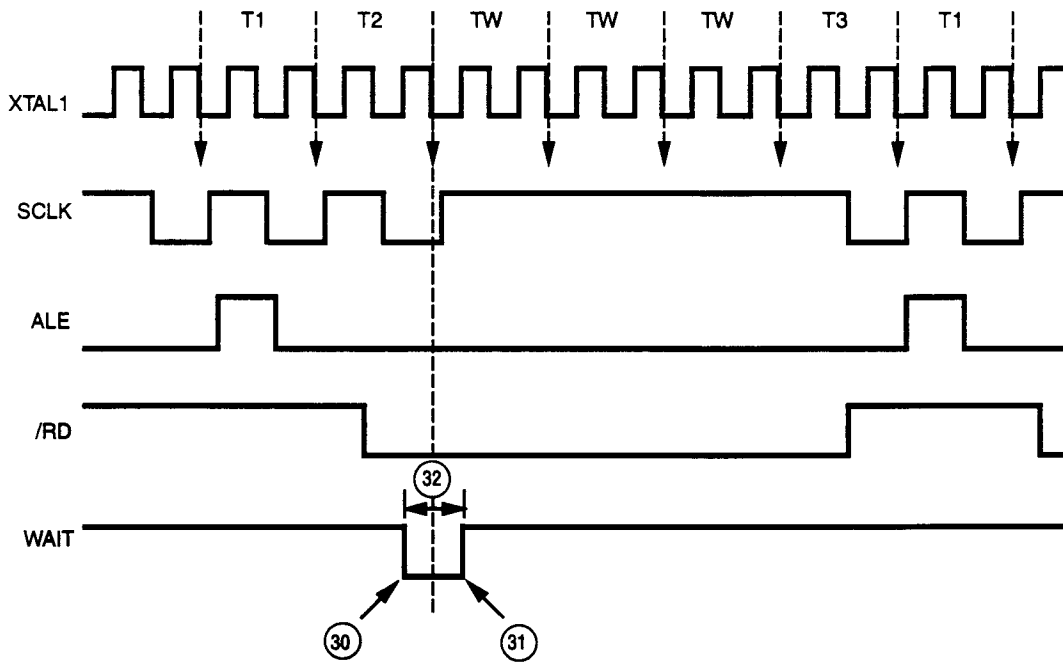 T1 T2 TW TW TW T3 T1
XTAL1
SCLK
ALE
/RD
32
WAIT
30 31